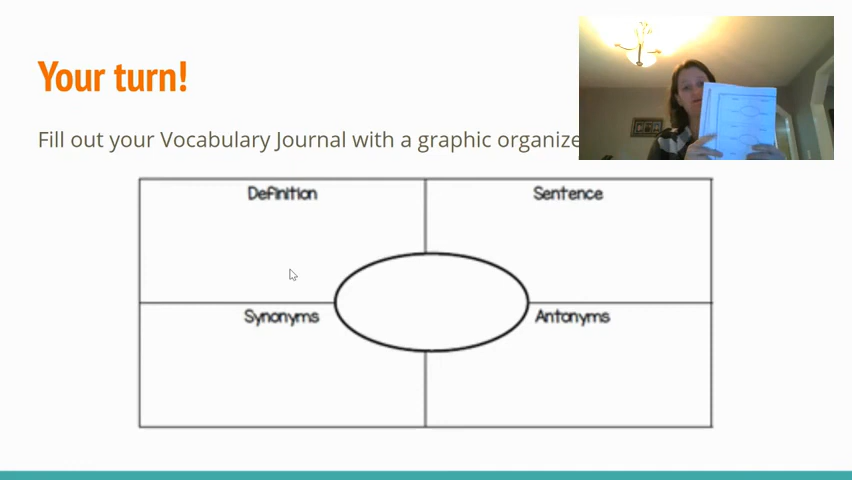 Your turn!
Fill out your Vocabulary Journal with a graphic organize
Definition
Sentence
Synonyms
Antonyms